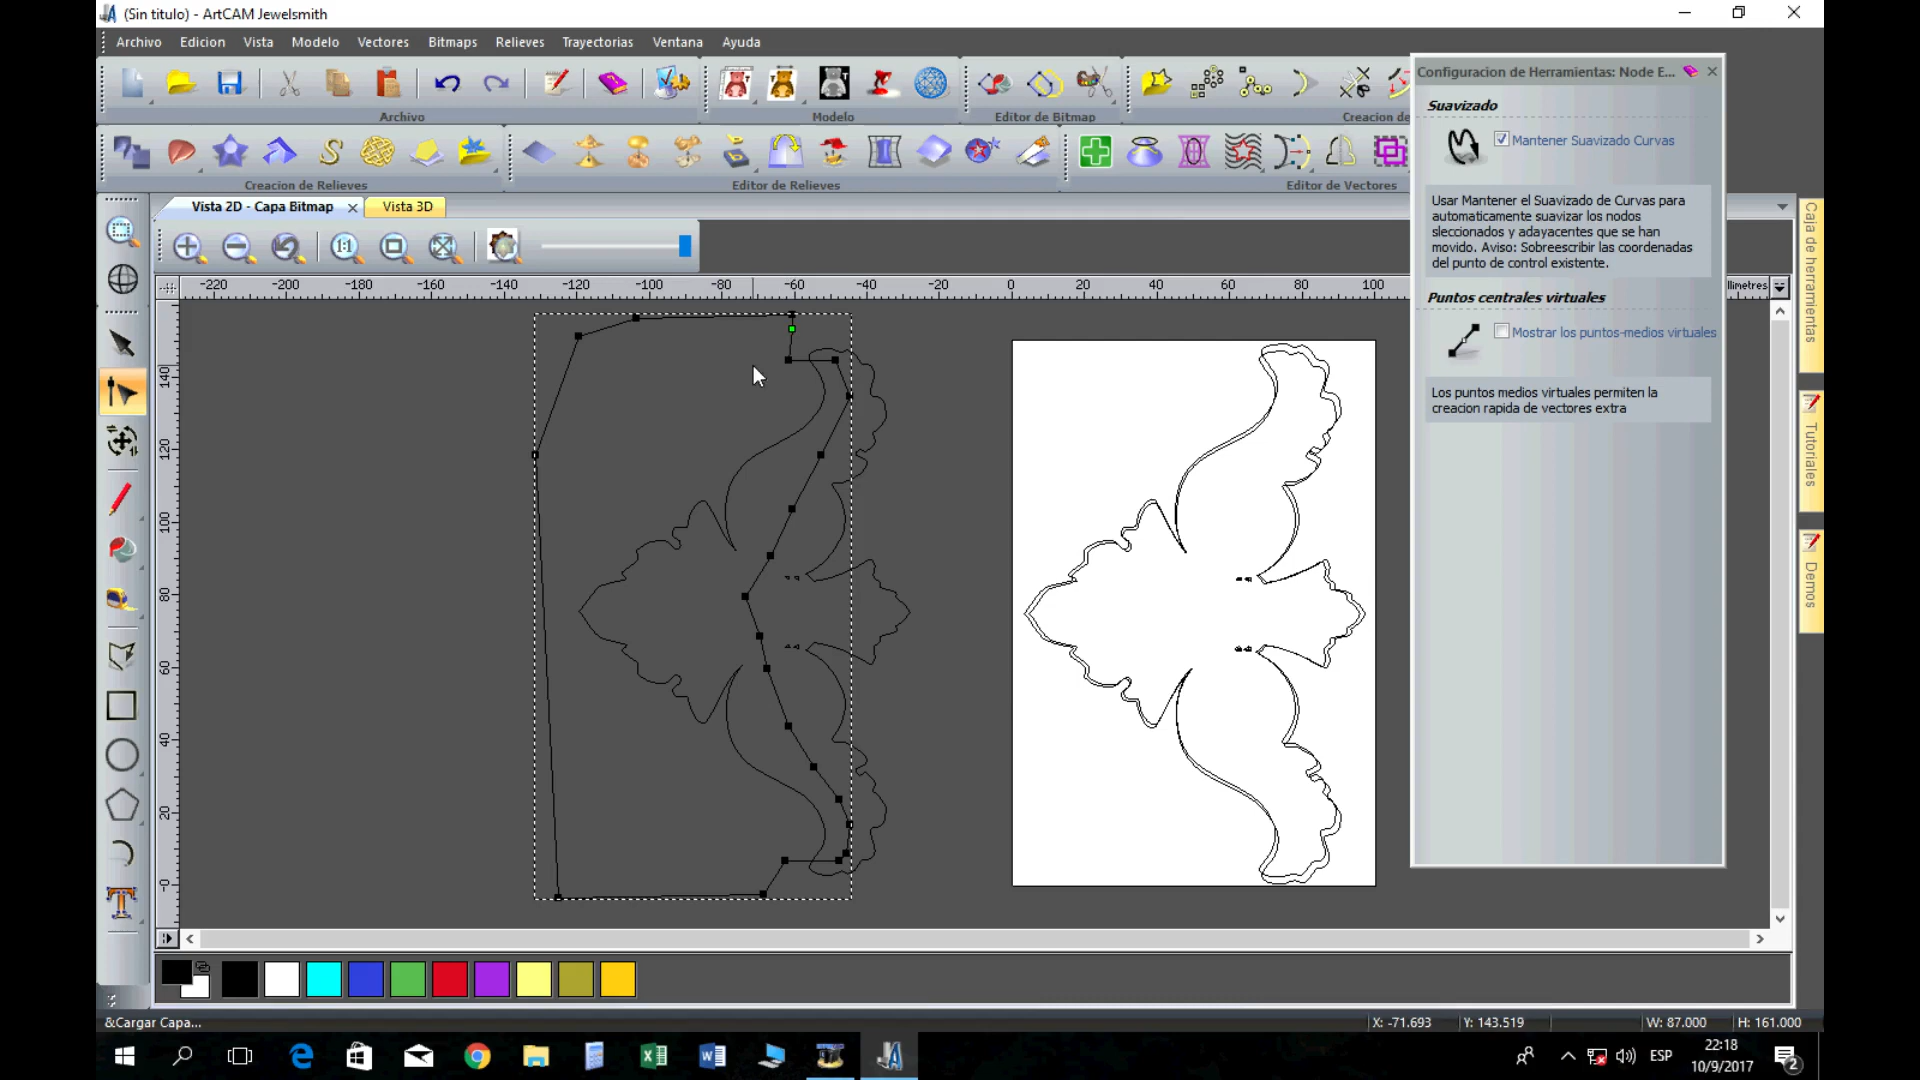 (Sin titulo) - ArtCAM Jewelsmith
Archivo Edicion Vista Modelo Vectores Bitmaps Relieves Trayectorias Ventana Ayuda
Archivo Modelo Editor de Bitmap Creacion de
Creacion de Relieves Editor de Relieves Editor de Vectores
Vista 2D - Capa Bitmap Vista 3D
1:1
-220 -200 -180 -160 -140 -120 -100 -80 -60 -40 -20 0 20 40 60 80 100 llimetres
140
120
100
80
60
40
20
-0
Configuracion de Herramientas: Node E...
Suavizado
Mantener Suavizado Curvas
Usar Mantener el Suavizado de Curvas para
automaticamente suavizar los nodos
sleccionados y adayacentes que se han
movido. Aviso: Sobreescribir las coordenadas
del punto de control existente.
Puntos centrales virtuales
Mostrar los puntos-medios virtuales
Los puntos medios virtuales permiten la
creacion rapida de vectores extra
Caja de herramientas
Tutoriales
Demos
&Cargar Capa...
X: -71.693 Y: 143.519 W: 87.000 H: 161.000
ESP
22:18
10/9/2017
2